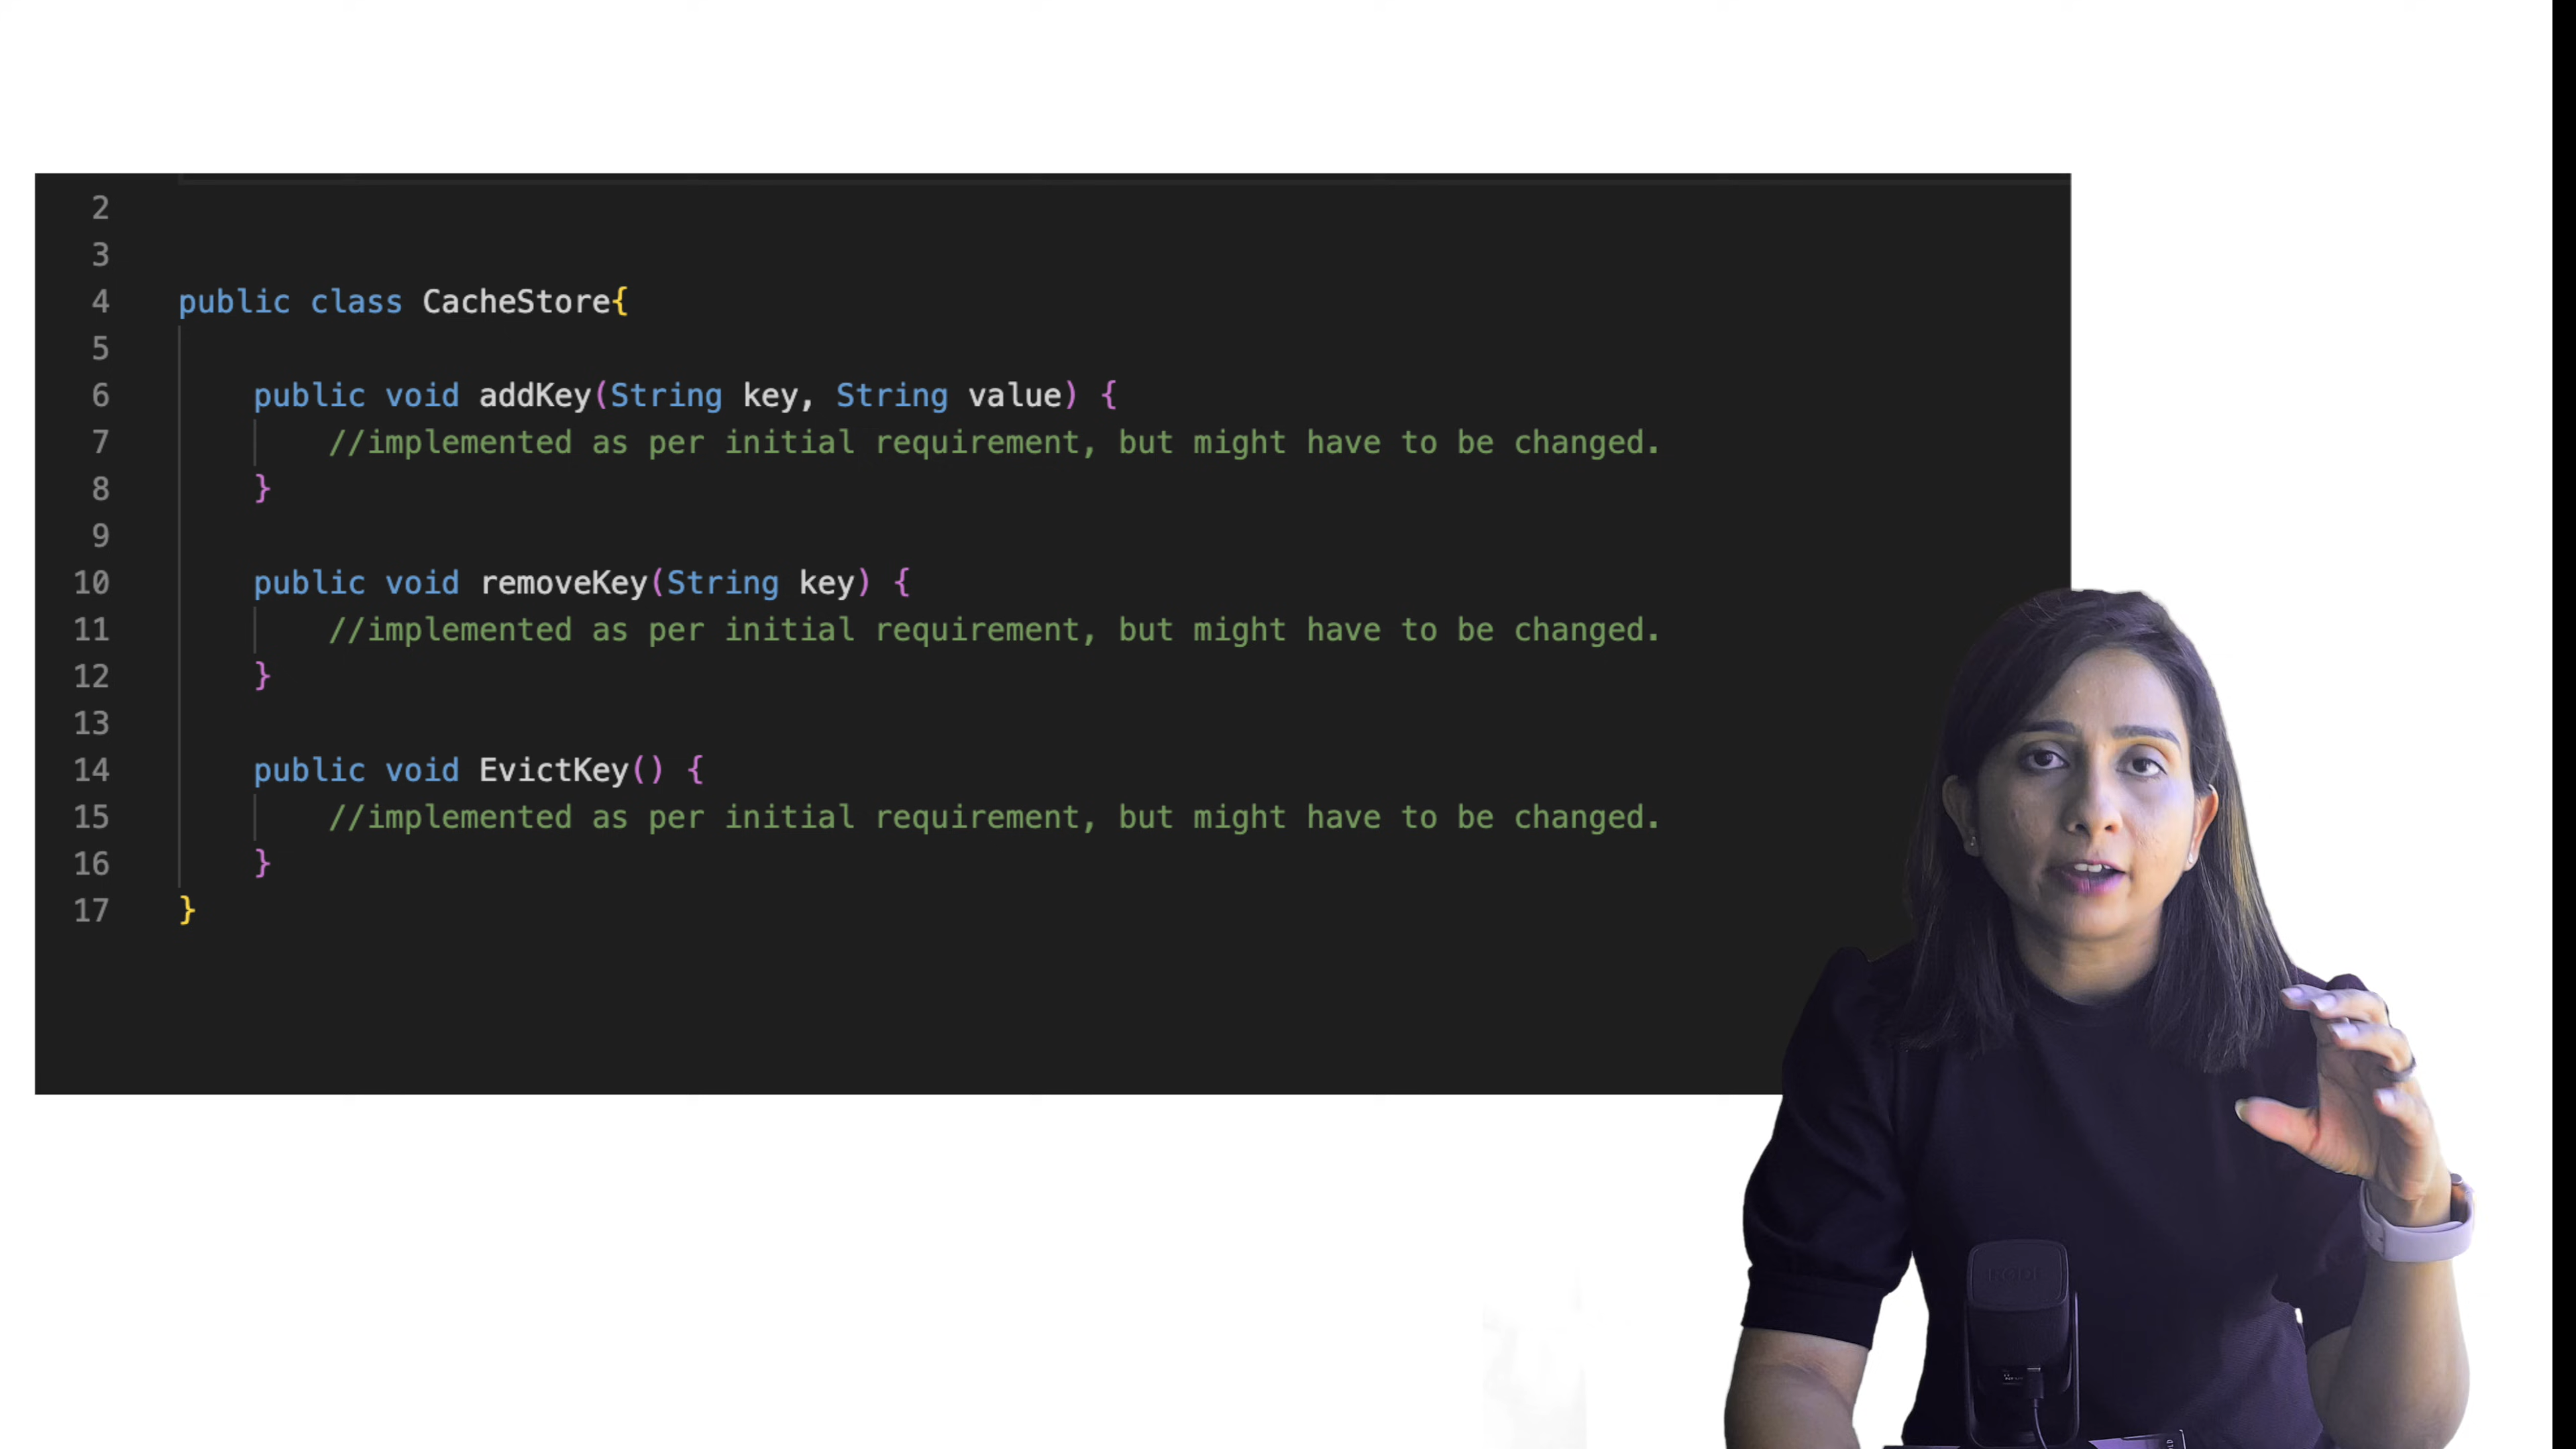 2
3
4 public class CacheStore{
5
6 public void addKey(String key, String value) {
7 //implemented as per initial requirement, but might have to be changed.
8 }
9
10 public void removeKey(String key) {
11 //implemented as per initial requirement, but might have to be changed.
12 }
13
14 public void EvictKey() {
15 //implemented as per initial requirement, but might have to be changed.
16 }
17 }